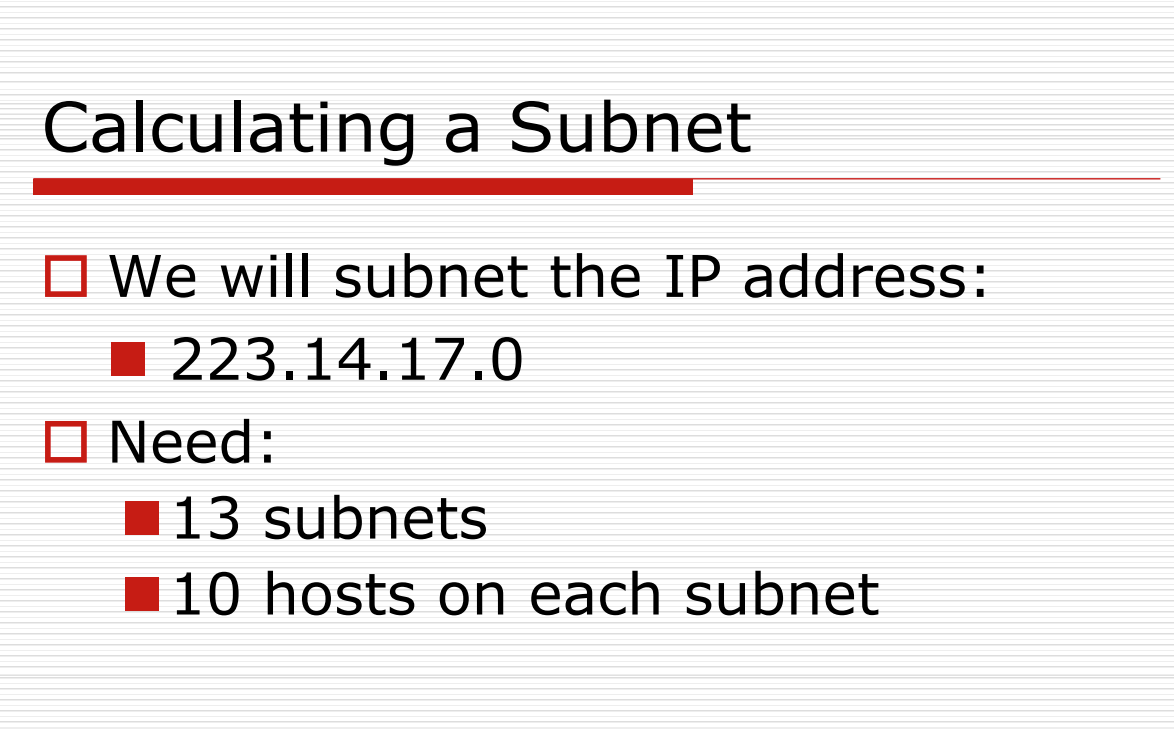 Calculating a Subnet
We will subnet the IP address:
223.14.17.0
Need:
13 subnets
10 hosts on each subnet